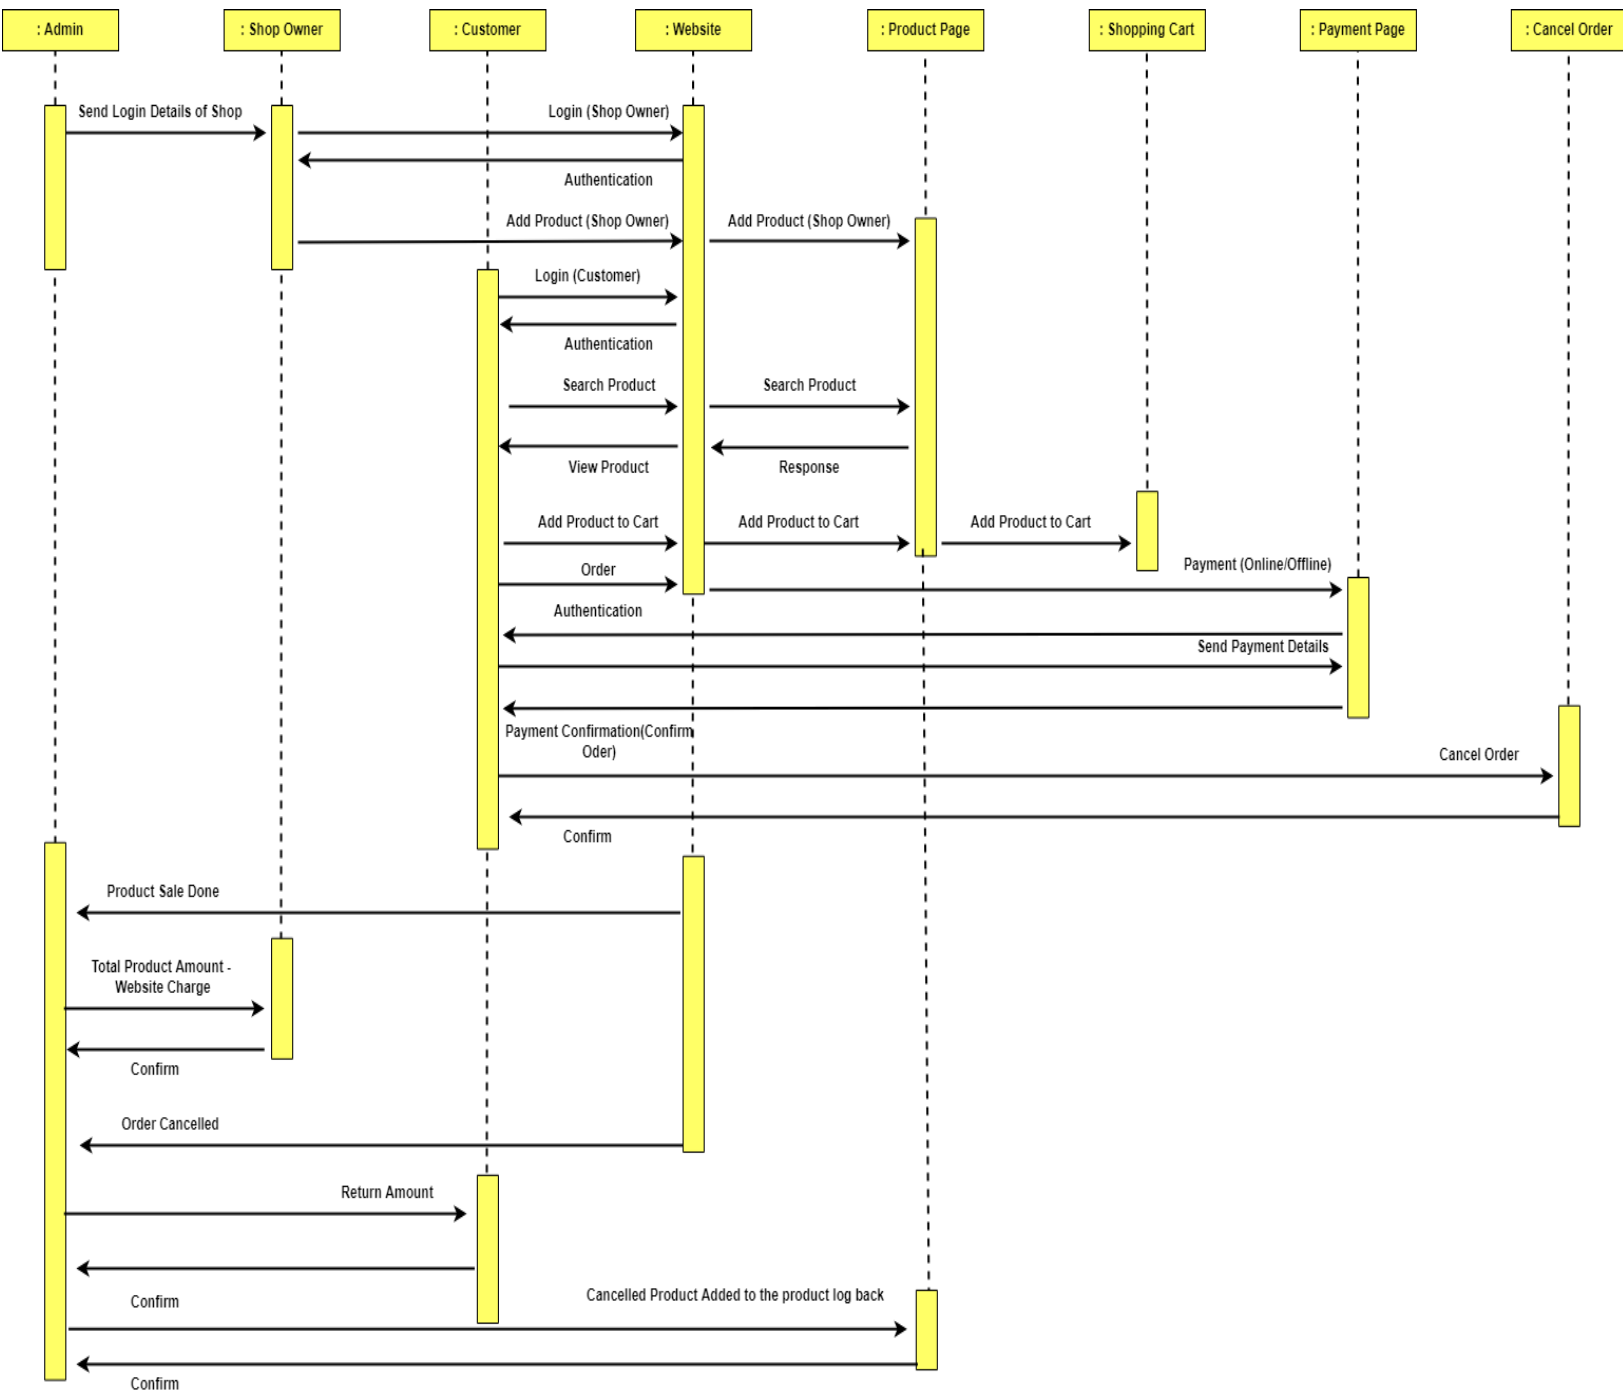 : Admin
: Shop Owner
: Customer
: Website
: Product Page
: Shopping Cart
: Payment Page
: Cancel Order
Send Login Details of Shop
Login (Shop Owner)
Authentication
Add Product (Shop Owner)
Add Product (Shop Owner)
Login (Customer)
Authentication
Search Product
Search Product
View Product
Response
Add Product to Cart
Add Product to Cart
Add Product to Cart
Order
Payment (Online/Offline)
Authentication
Send Payment Details
Payment Confirmation(Confirm
Oder)
Cancel Order
Confirm
Product Sale Done
Total Product Amount -
Website Charge
Confirm
Order Cancelled
Return Amount
Confirm
Cancelled Product Added to the product log back
Confirm